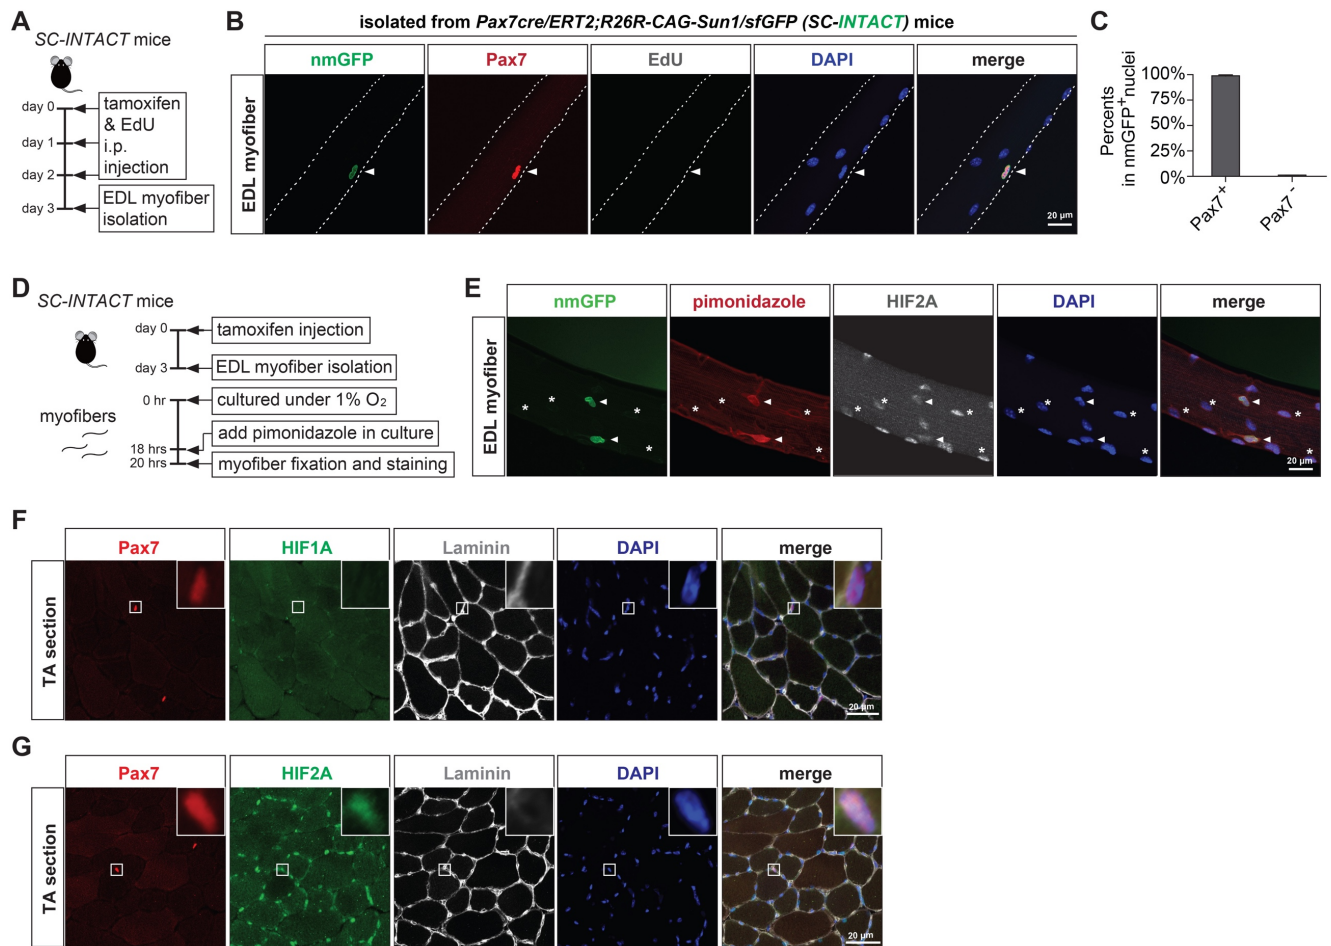 A
SC-INTACT mice
day 0
day 1
day 2
day 3
tamoxifen
& EdU
i.p.
injection
EDL myofiber
isolation
B
isolated from Pax7cre/ERT2;R26R-CAG-Sun1/sfGFP (SC-INTACT) mice
nmGFP
Pax7
EdU
DAPI
merge
EDL myofiber
20 µm
C
Percents
in nmGFP⁺nuclei
100%
75%
50%
25%
0%
Pax7⁺
Pax7⁻
D
SC-INTACT mice
day 0
tamoxifen injection
day 3
EDL myofiber isolation
myofibers
0 hr
cultured under 1% O₂
18 hrs
add pimonidazole in culture
20 hrs
myofiber fixation and staining
E
nmGFP
pimonidazole
HIF2A
DAPI
merge
EDL myofiber
* * * *
* * * *
* * * *
* * * *
* * * *
20 µm
F
Pax7
HIF1A
Laminin
DAPI
merge
TA section
20 µm
G
Pax7
HIF2A
Laminin
DAPI
merge
TA section
20 µm